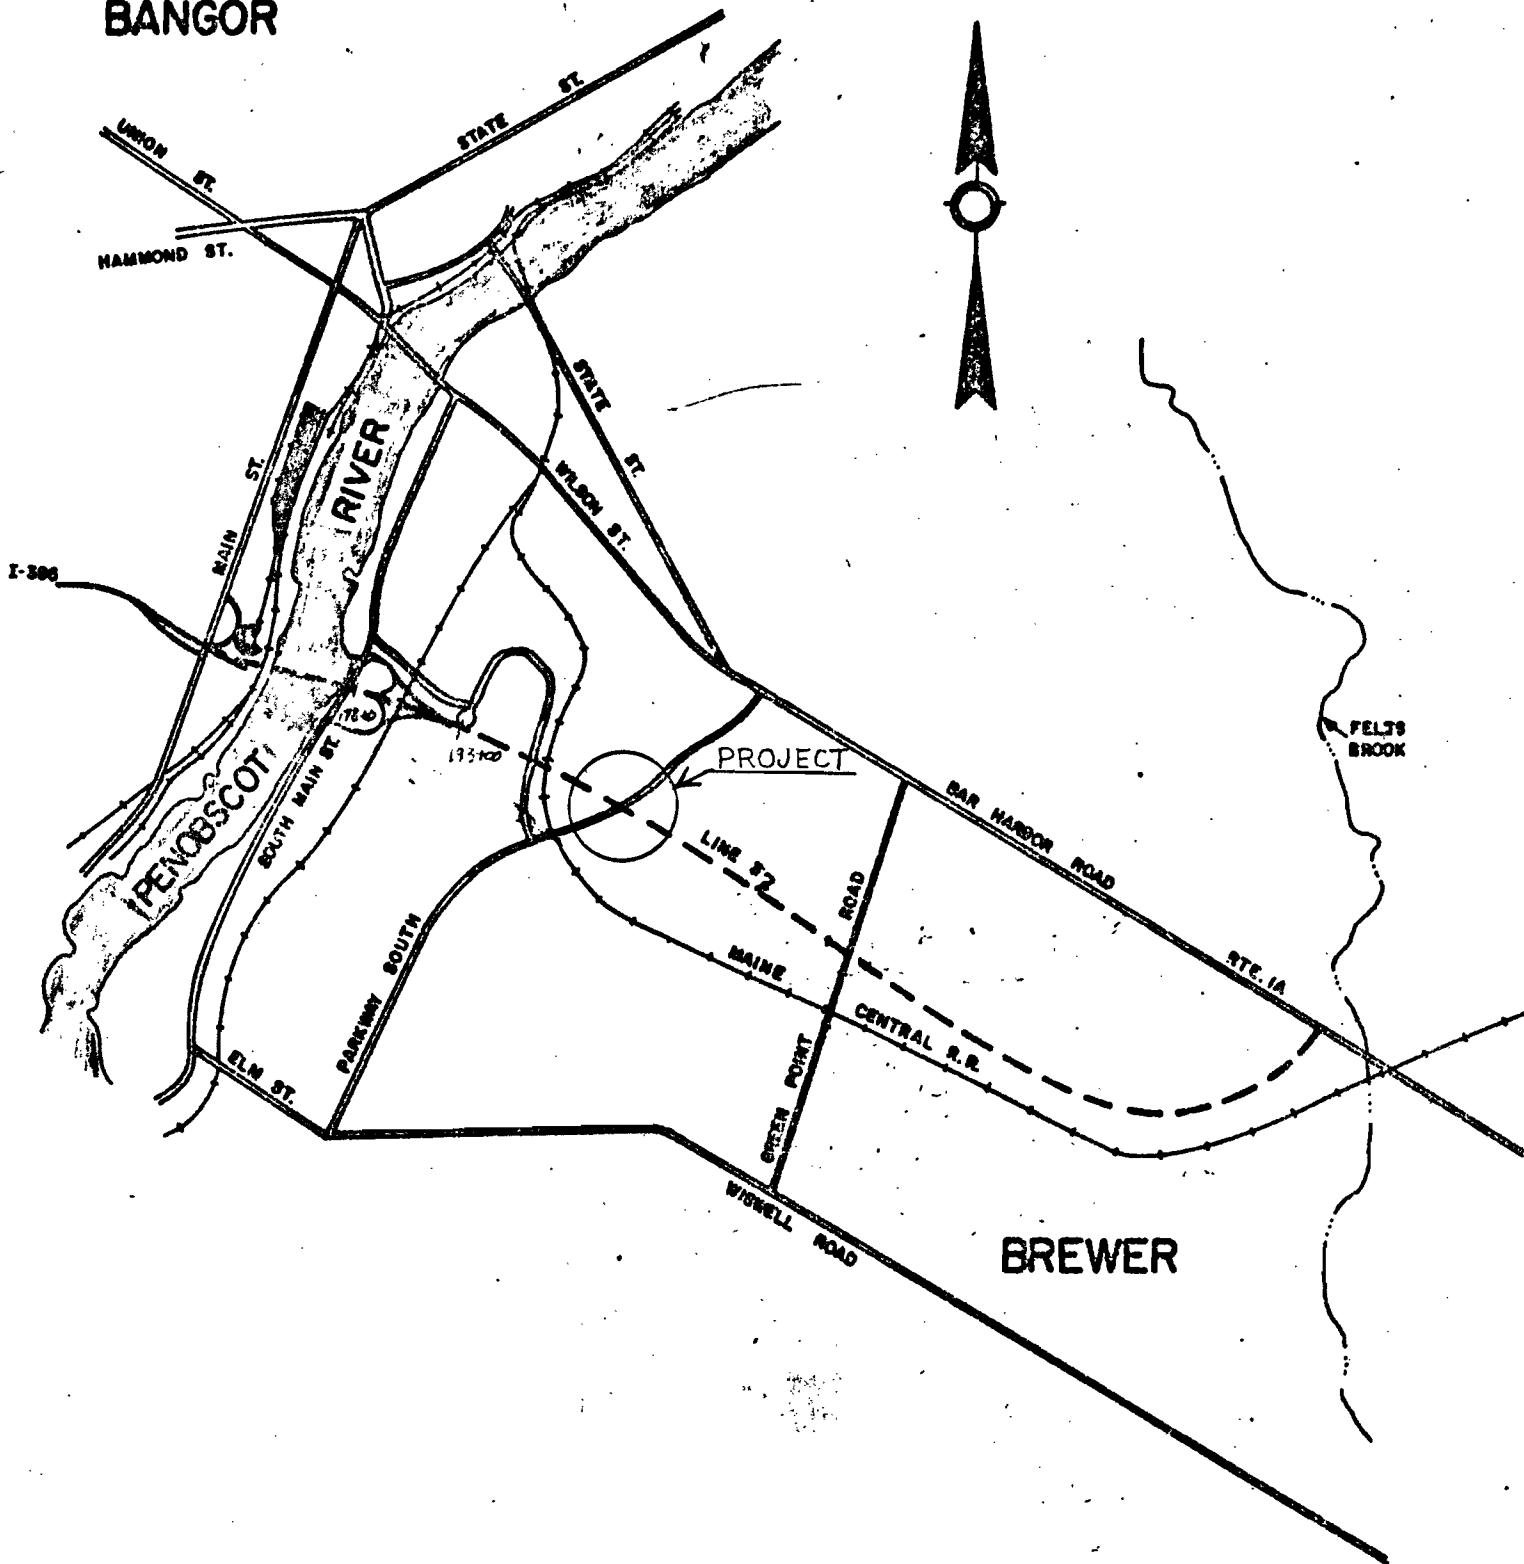 BANGOR
UNION ST.
STATE ST.
HAMMOND ST.
STATE ST.
RIVER
MAIN ST.
WILSON ST.
I-395
FELTS
BROOK
193+00
PROJECT
SOUTH MAIN ST.
PENOBSCOT
BAR HARBOR ROAD
LINE
RTE. 1A
PARKWAY SOUTH
MAINE CENTRAL R.R.
GREEN POINT ROAD
ELM ST.
WISWELL ROAD
BREWER